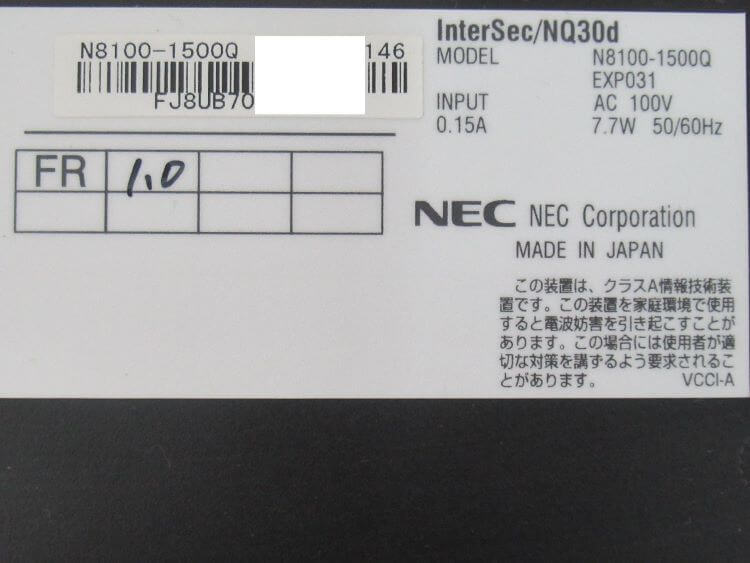 N8100-1500Q 146
FJ8UB70
InterSec/NQ30d
MODEL N8100-1500Q
EXP031
INPUT AC 100V
0.15A 7.7W 50/60Hz
FR 1.0
NEC NEC Corporation
MADE IN JAPAN
この装置は、クラスA情報技術装
置です。この装置を家庭環境で使用
すると電波妨害を引き起こすことが
あります。この場合には使用者が適
切な対策を講ずるよう要求されるこ
とがあります。 VCCI-A